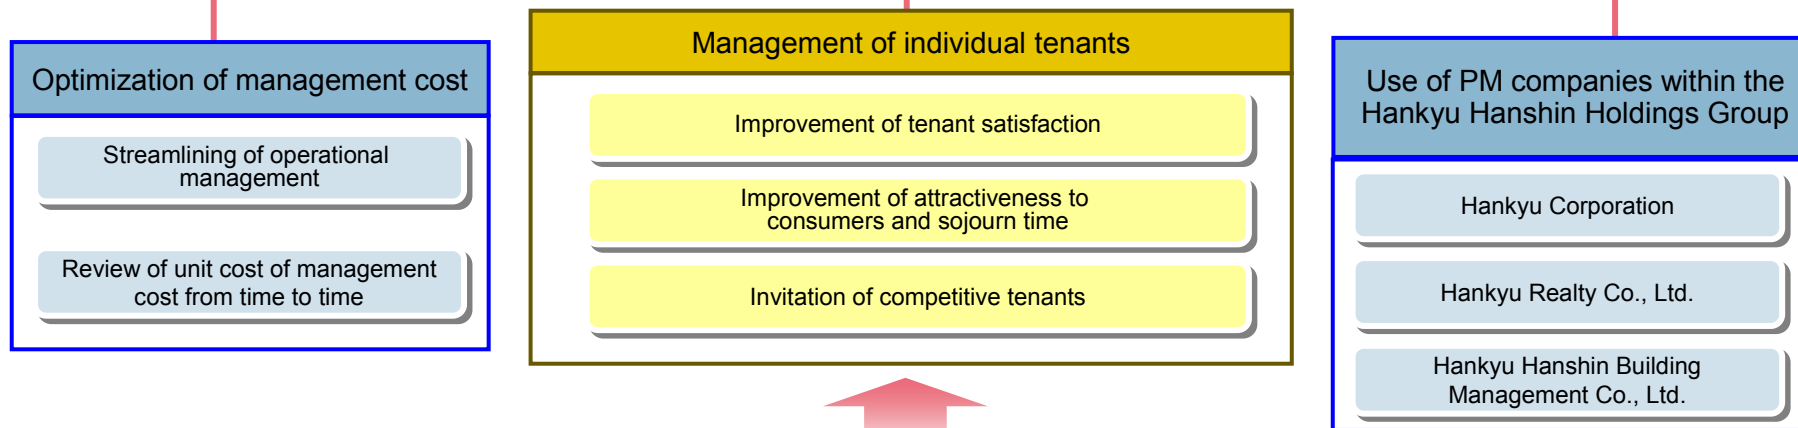 Optimization of management cost
Streamlining of operational
management
Review of unit cost of management
cost from time to time
Management of individual tenants
Improvement of tenant satisfaction
Improvement of attractiveness to
consumers and sojourn time
Invitation of competitive tenants
Use of PM companies within the
Hankyu Hanshin Holdings Group
Hankyu Corporation
Hankyu Realty Co., Ltd.
Hankyu Hanshin Building
Management Co., Ltd.